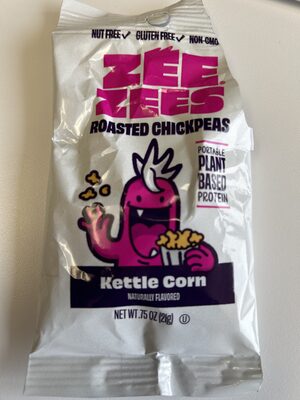 NUT FREE✓ GLUTEN FREE✓ NON-GMO
ZEE
ZEES
ROASTED CHICKPEAS
PORTABLE
PLANT
BASED
PROTEIN
Kettle Corn
NATURALLY FLAVORED
NET WT .75 OZ (21g) Ⓤ